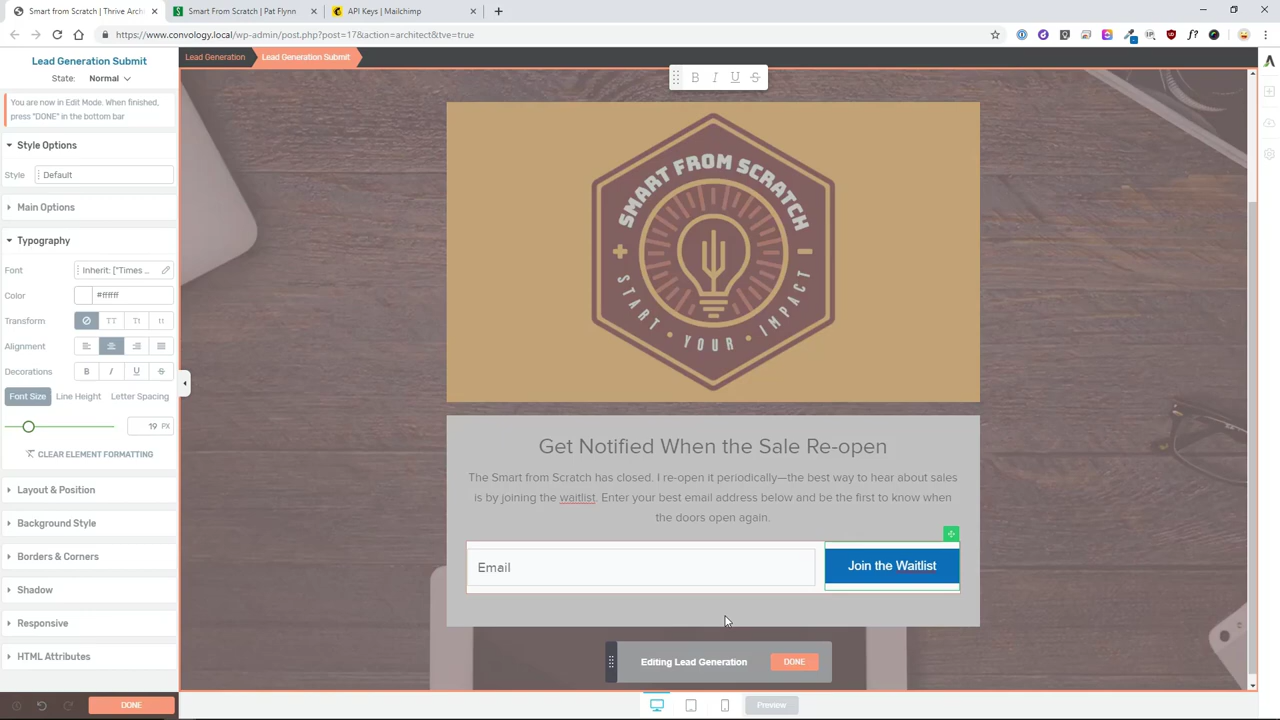 Smart From Scratch | Thrive Archi
Smart From Scratch | Pat Flynn
API Keys | Mailchimp
https://www.convology.local/wp-admin/post.php?post=17&action=architect&tve=true
Lead Generation Submit
State: Normal
You are now in Edit Mode. When finished,
press "DONE" in the bottom bar
Style Options
Style Default
Main Options
Typography
Font Inherit: ["Times ...
Color #ffffff
Transform TT Tt tt
Alignment
Decorations B I U S
Font Size Line Height Letter Spacing
19 PX
CLEAR ELEMENT FORMATTING
Layout & Position
Background Style
Borders & Corners
Shadow
Responsive
HTML Attributes
DONE
Lead Generation Lead Generation Submit
B I U S
SMART FROM SCRATCH
START • YOUR • IMPACT
Get Notified When the Sale Re-open
The Smart from Scratch has closed. I re-open it periodically—the best way to hear about sales
is by joining the waitlist. Enter your best email address below and be the first to know when
the doors open again.
Email
Join the Waitlist
Editing Lead Generation DONE
Preview